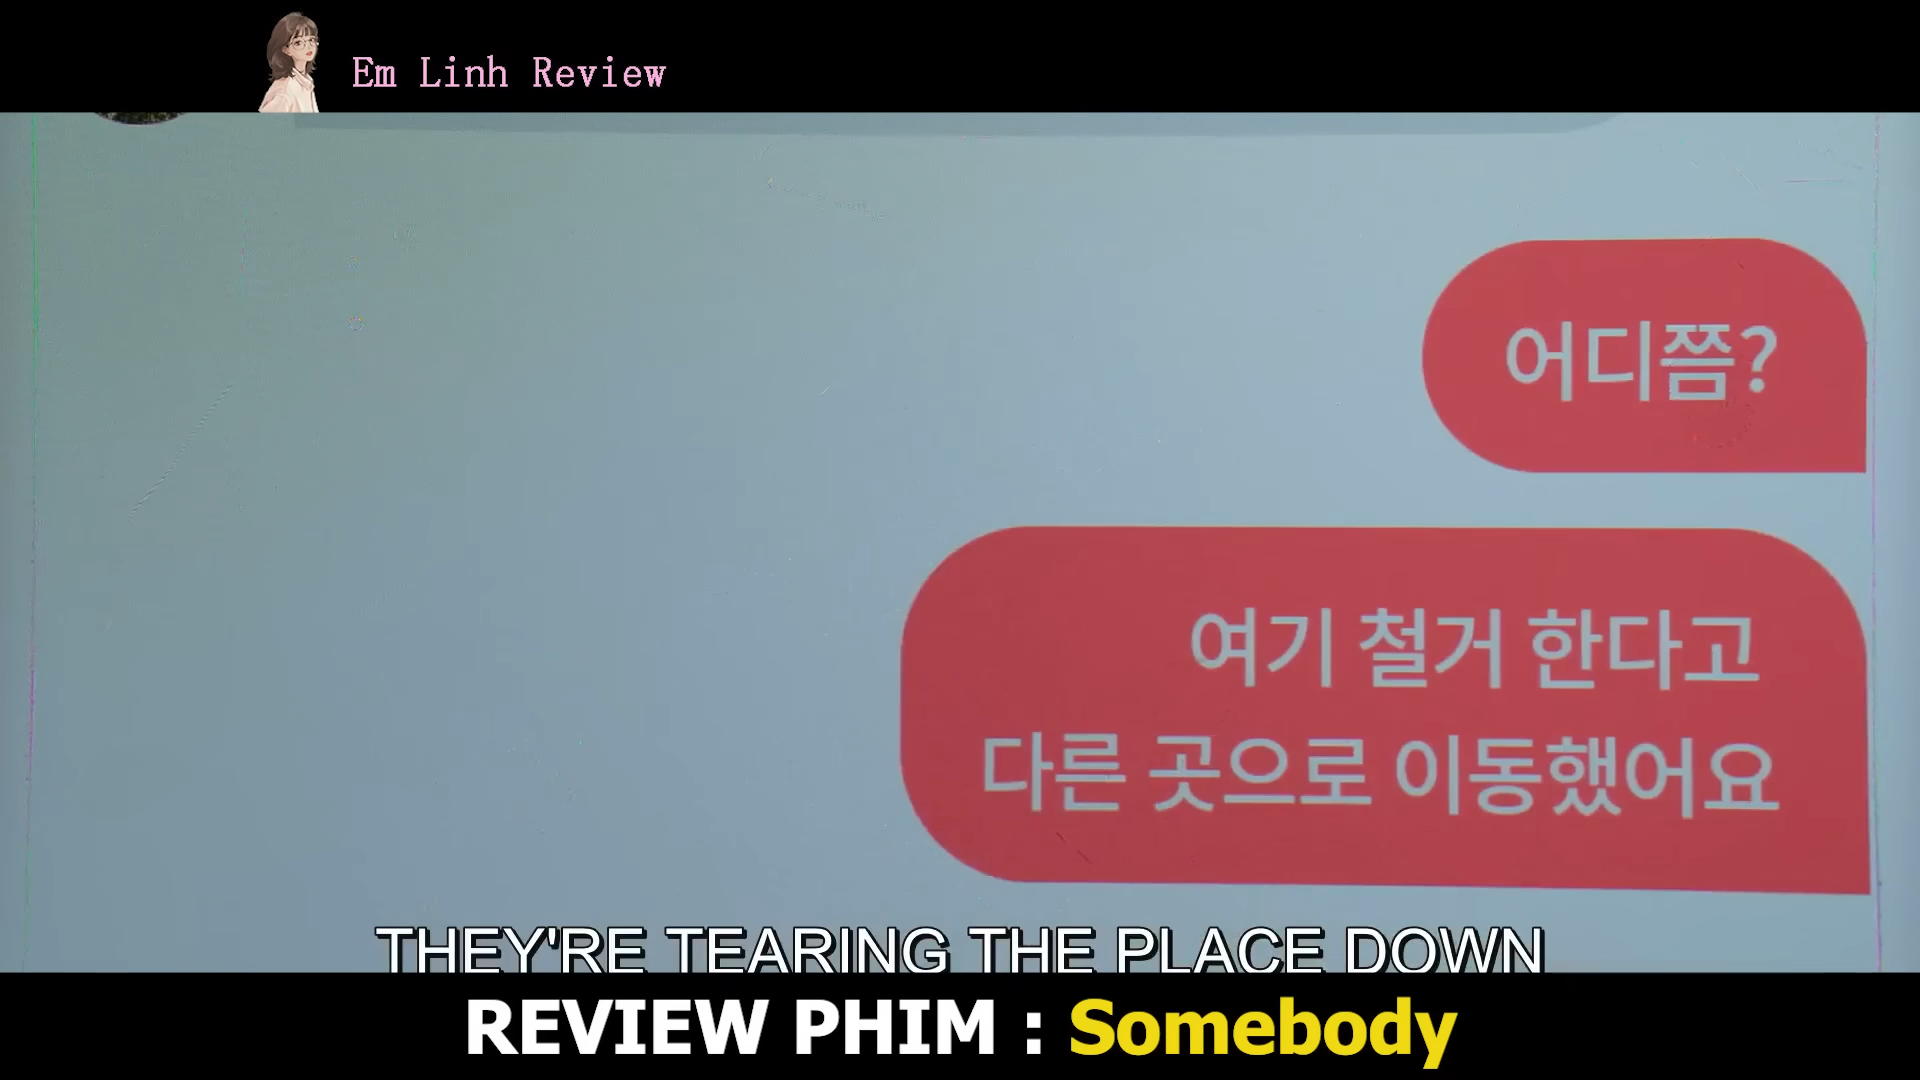 Em Linh Review
어디쯤?
여기 철거 한다고
다른 곳으로 이동했어요
THEY'RE TEARING THE PLACE DOWN
REVIEW PHIM : Somebody